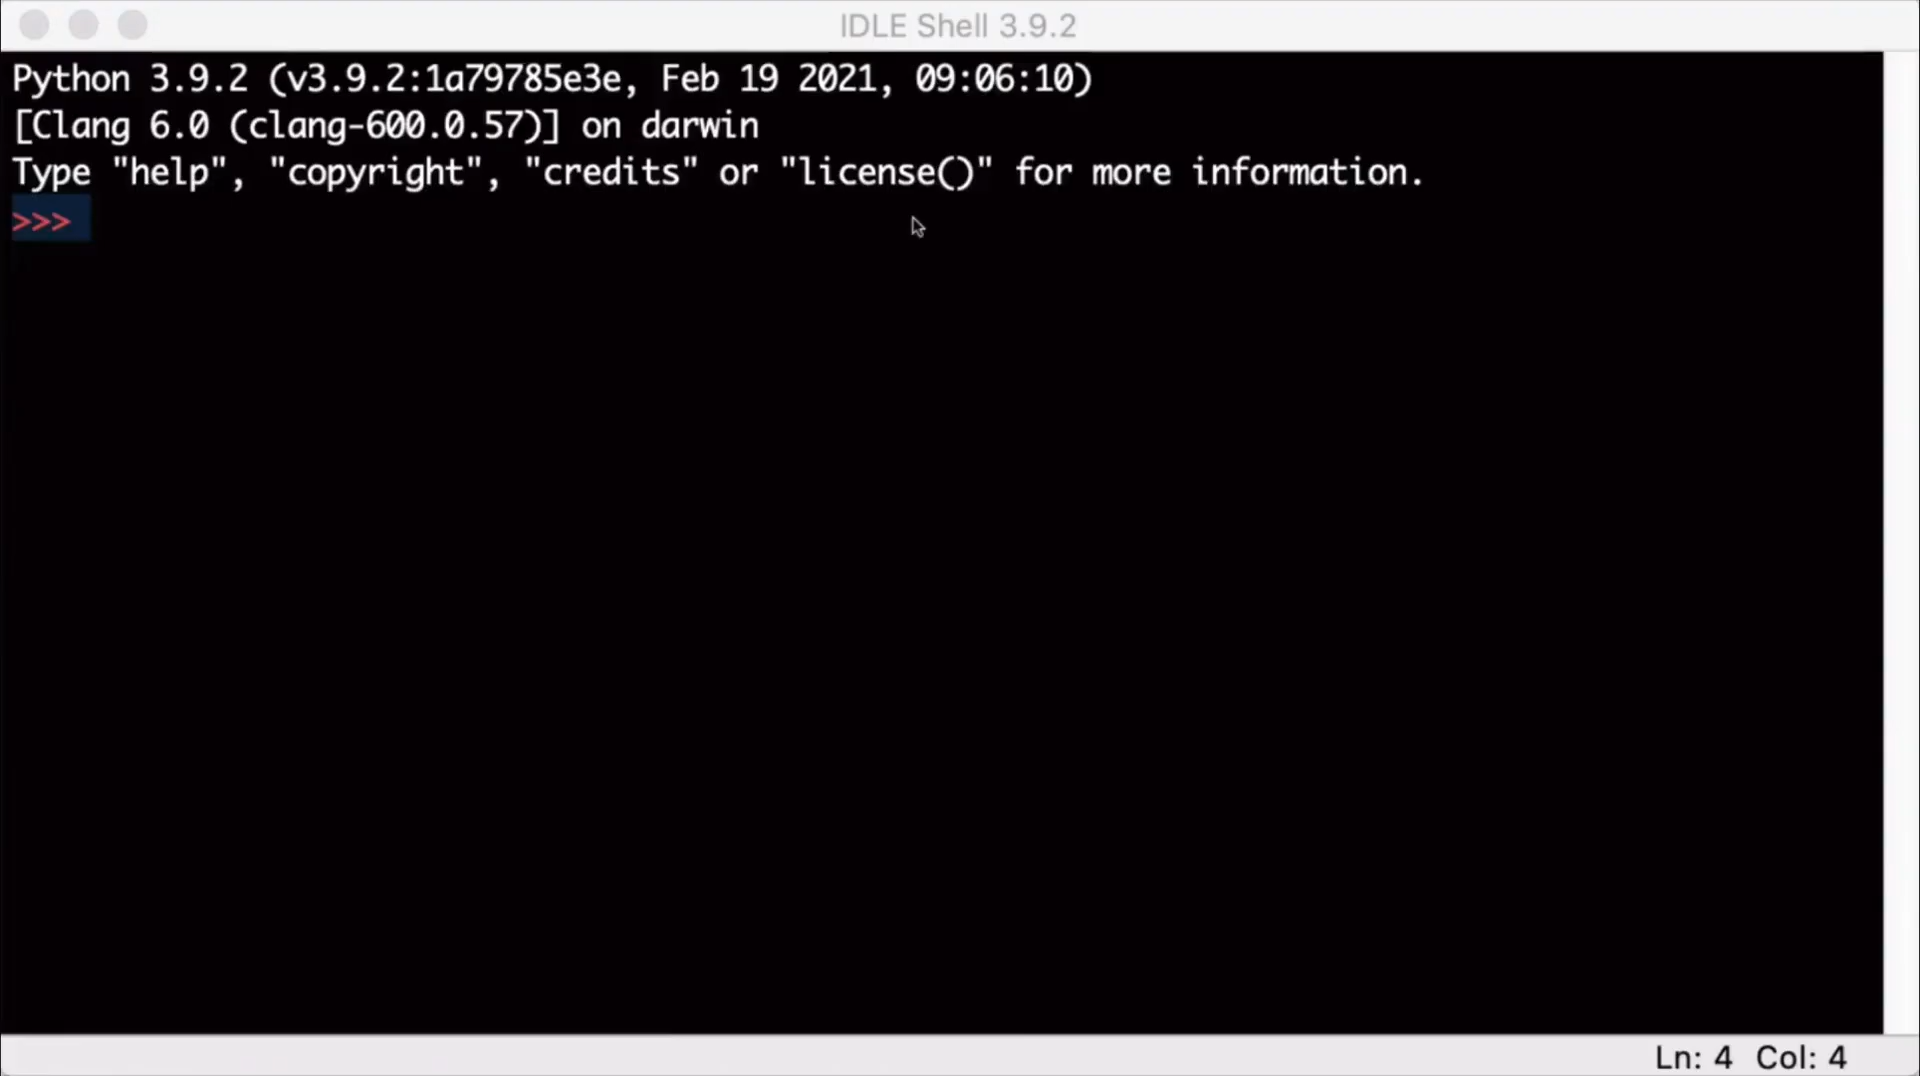 IDLE Shell 3.9.2
Python 3.9.2 (v3.9.2:1a79785e3e, Feb 19 2021, 09:06:10)
[Clang 6.0 (clang-600.0.57)] on darwin
Type "help", "copyright", "credits" or "license()" for more information.
>>>
Ln: 4 Col: 4